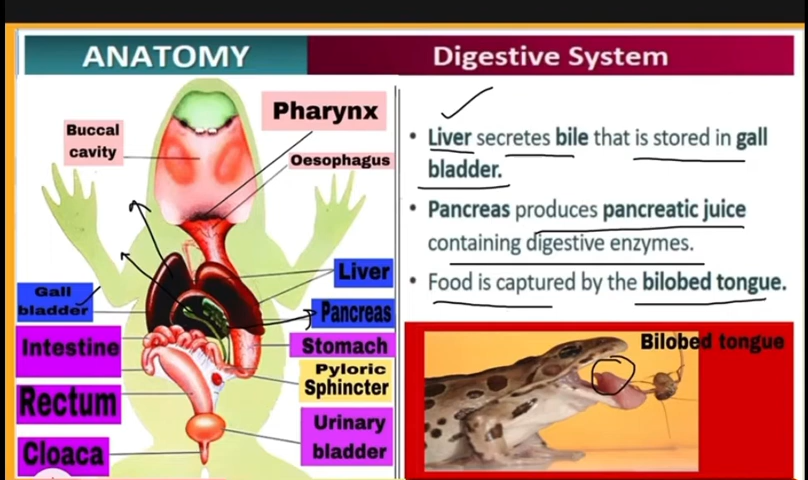 ANATOMY
Digestive System
Pharynx
Buccal
cavity
Oesophagus
Liver
Gall
bladder
Pancreas
Intestine
Stomach
Pyloric
Sphincter
Rectum
Urinary
bladder
Cloaca
• Liver secretes bile that is stored in gall
bladder.
• Pancreas produces pancreatic juice
containing digestive enzymes.
• Food is captured by the bilobed tongue.
Bilobed tongue